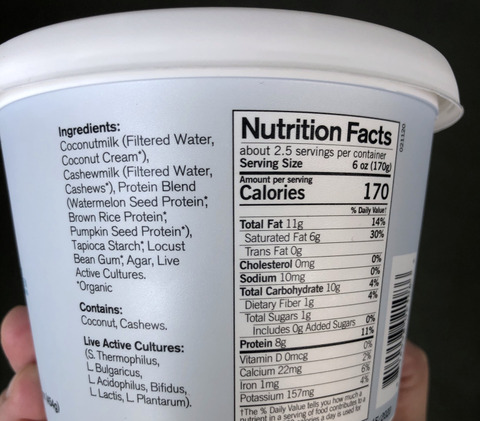 Ingredients:
Coconutmilk (Filtered Water,
Coconut Cream*),
Cashewmilk (Filtered Water,
Cashews*), Protein Blend
(Watermelon Seed Protein*,
Brown Rice Protein*,
Pumpkin Seed Protein*),
Tapioca Starch*, Locust
Bean Gum*, Agar, Live
Active Cultures.
*Organic
Contains:
Coconut, Cashews.
Live Active Cultures:
(S. Thermophilus,
L. Bulgaricus,
L. Acidophilus, Bifidus,
L. Lactis, L. Plantarum).
Nutrition Facts
about 2.5 servings per container
Serving Size 6 oz (170g)
Amount per serving
Calories 170
% Daily Value†
Total Fat 11g 14%
Saturated Fat 6g 30%
Trans Fat 0g
Cholesterol 0mg 0%
Sodium 10mg 0%
Total Carbohydrate 10g 4%
Dietary Fiber 1g 4%
Total Sugars 1g
Includes 0g Added Sugars 0%
Protein 8g 11%
Vitamin D 0mcg 0%
Calcium 22mg 2%
Iron 1mg 6%
Potassium 157mg 4%
†The % Daily Value tells you how much a
nutrient in a serving of food contributes to a
021120